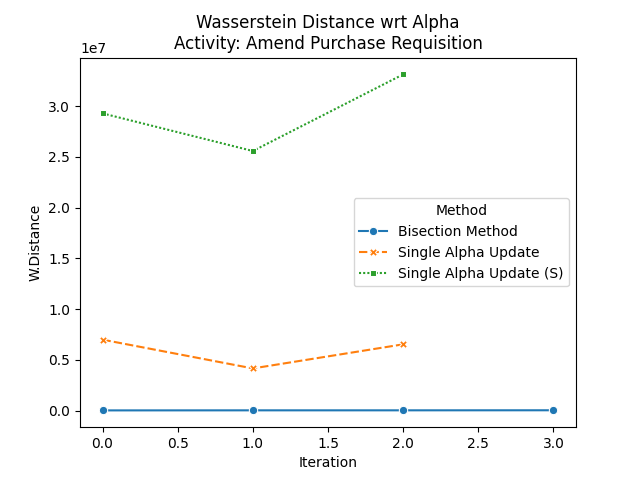 Wasserstein Distance wrt Alpha
Activity: Amend Purchase Requisition
1e7
3.0
2.5
2.0
1.5
1.0
0.5
0.0
W.Distance
Method
Bisection Method
Single Alpha Update
Single Alpha Update (S)
0.0 0.5 1.0 1.5 2.0 2.5 3.0
Iteration